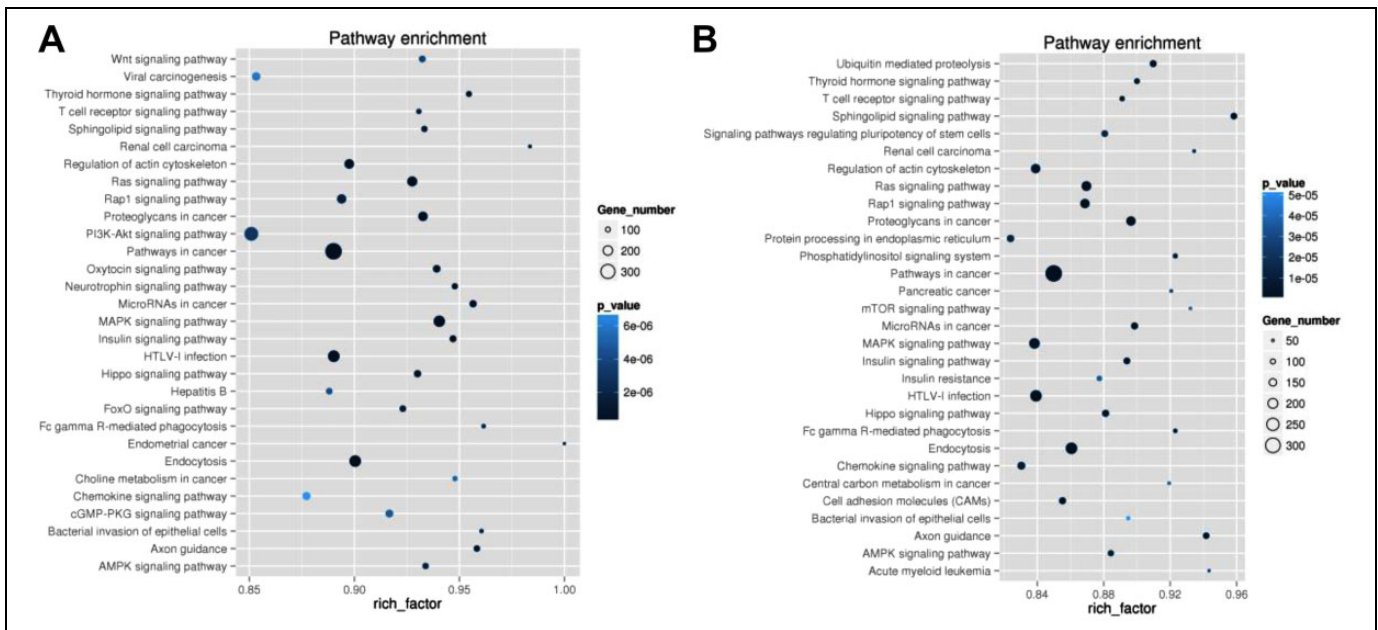 A
Pathway enrichment
Wnt signaling pathway
Viral carcinogenesis
Thyroid hormone signaling pathway
T cell receptor signaling pathway
Sphingolipid signaling pathway
Renal cell carcinoma
Regulation of actin cytoskeleton
Ras signaling pathway
Rap1 signaling pathway
Proteoglycans in cancer
PI3K-Akt signaling pathway
Pathways in cancer
Oxytocin signaling pathway
Neurotrophin signaling pathway
MicroRNAs in cancer
MAPK signaling pathway
Insulin signaling pathway
HTLV-I infection
Hippo signaling pathway
Hepatitis B
FoxO signaling pathway
Fc gamma R-mediated phagocytosis
Endometrial cancer
Endocytosis
Choline metabolism in cancer
Chemokine signaling pathway
cGMP-PKG signaling pathway
Bacterial invasion of epithelial cells
Axon guidance
AMPK signaling pathway
0.85 0.90 0.95 1.00
rich_factor
Gene_number
100
200
300
p_value
6e-06
4e-06
2e-06
B
Pathway enrichment
Ubiquitin mediated proteolysis
Thyroid hormone signaling pathway
T cell receptor signaling pathway
Sphingolipid signaling pathway
Signaling pathways regulating pluripotency of stem cells
Renal cell carcinoma
Regulation of actin cytoskeleton
Ras signaling pathway
Rap1 signaling pathway
Proteoglycans in cancer
Protein processing in endoplasmic reticulum
Phosphatidylinositol signaling system
Pathways in cancer
Pancreatic cancer
mTOR signaling pathway
MicroRNAs in cancer
MAPK signaling pathway
Insulin signaling pathway
Insulin resistance
HTLV-I infection
Hippo signaling pathway
Fc gamma R-mediated phagocytosis
Endocytosis
Chemokine signaling pathway
Central carbon metabolism in cancer
Cell adhesion molecules (CAMs)
Bacterial invasion of epithelial cells
Axon guidance
AMPK signaling pathway
Acute myeloid leukemia
0.84 0.88 0.92 0.96
rich_factor
p_value
5e-05
4e-05
3e-05
2e-05
1e-05
Gene_number
50
100
150
200
250
300